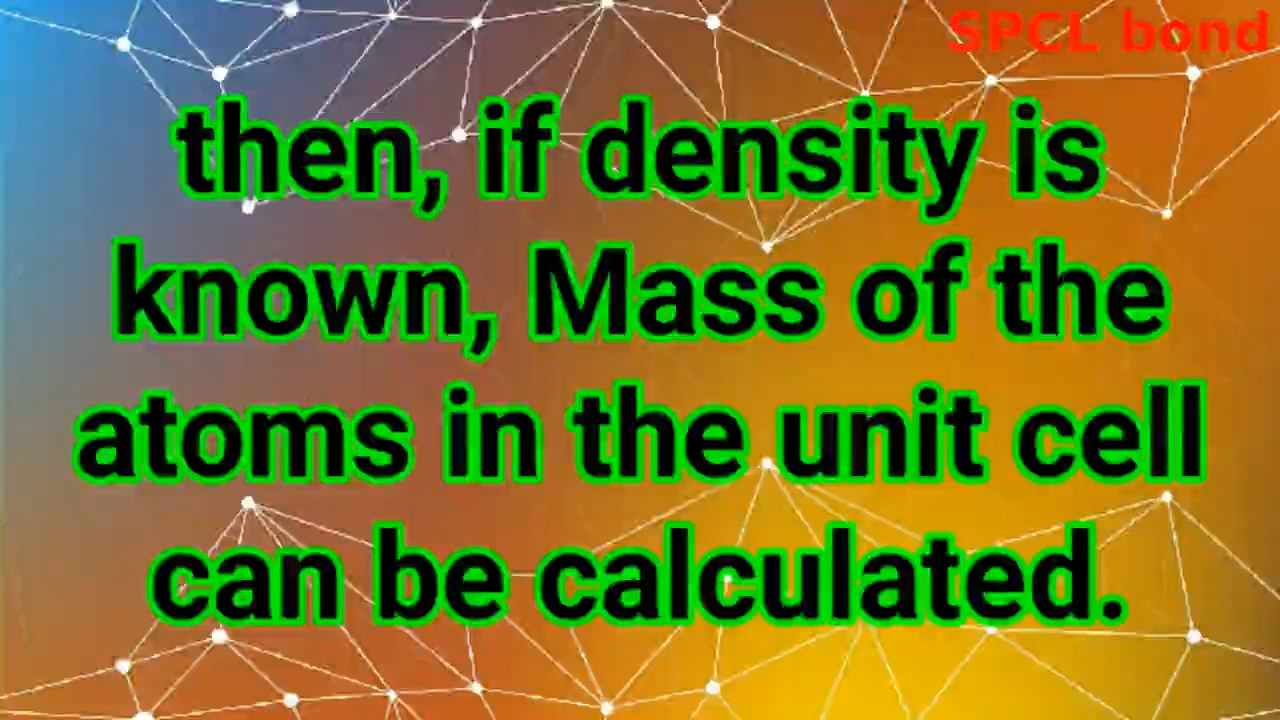 SPCL bond
then, if density is
known, Mass of the
atoms in the unit cell
can be calculated.